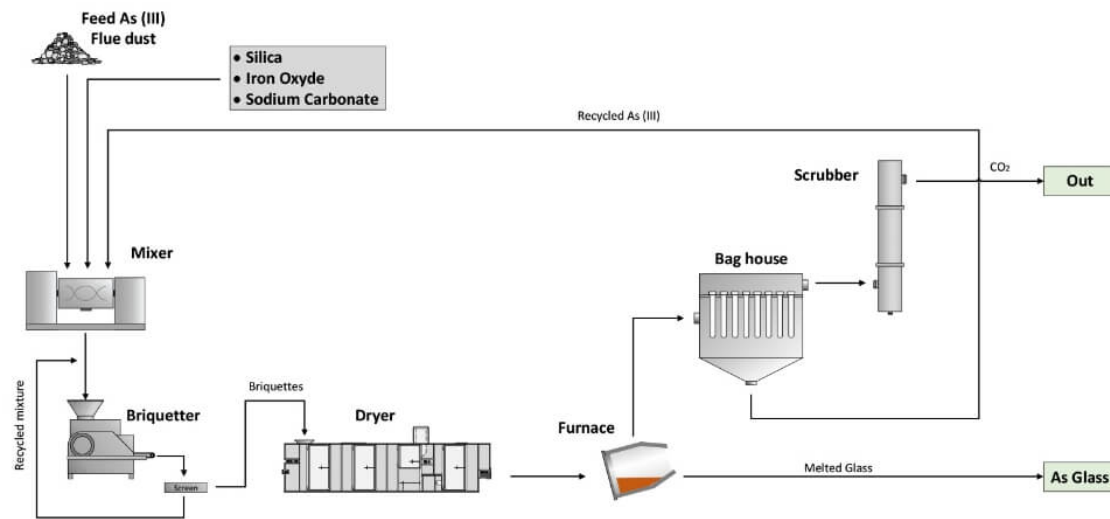 Feed As (III)
Flue dust
• Silica
• Iron Oxyde
• Sodium Carbonate
Recycled As (III)
Scrubber
CO₂
Out
Mixer
Bag house
Recycled mixture
Briquetter
Briquettes
Dryer
Furnace
Screen
Melted Glass
As Glass